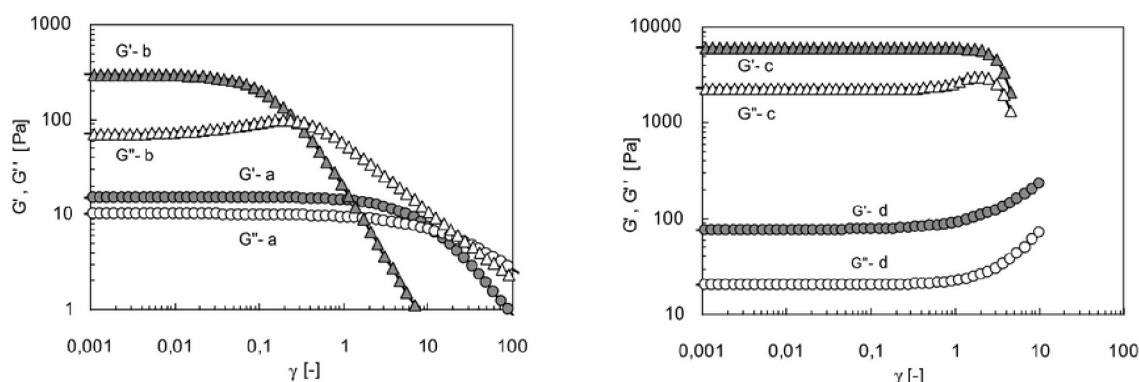 1000
100
10
1
G', G'' [Pa]
G'- b
G"- b
G'- a
G"- a
0,001 0,01 0,1 1 10 100
γ [-]
10000
1000
100
10
G', G'' [Pa]
G'- c
G"- c
G'- d
G"- d
0,001 0,01 0,1 1 10 100
γ [-]